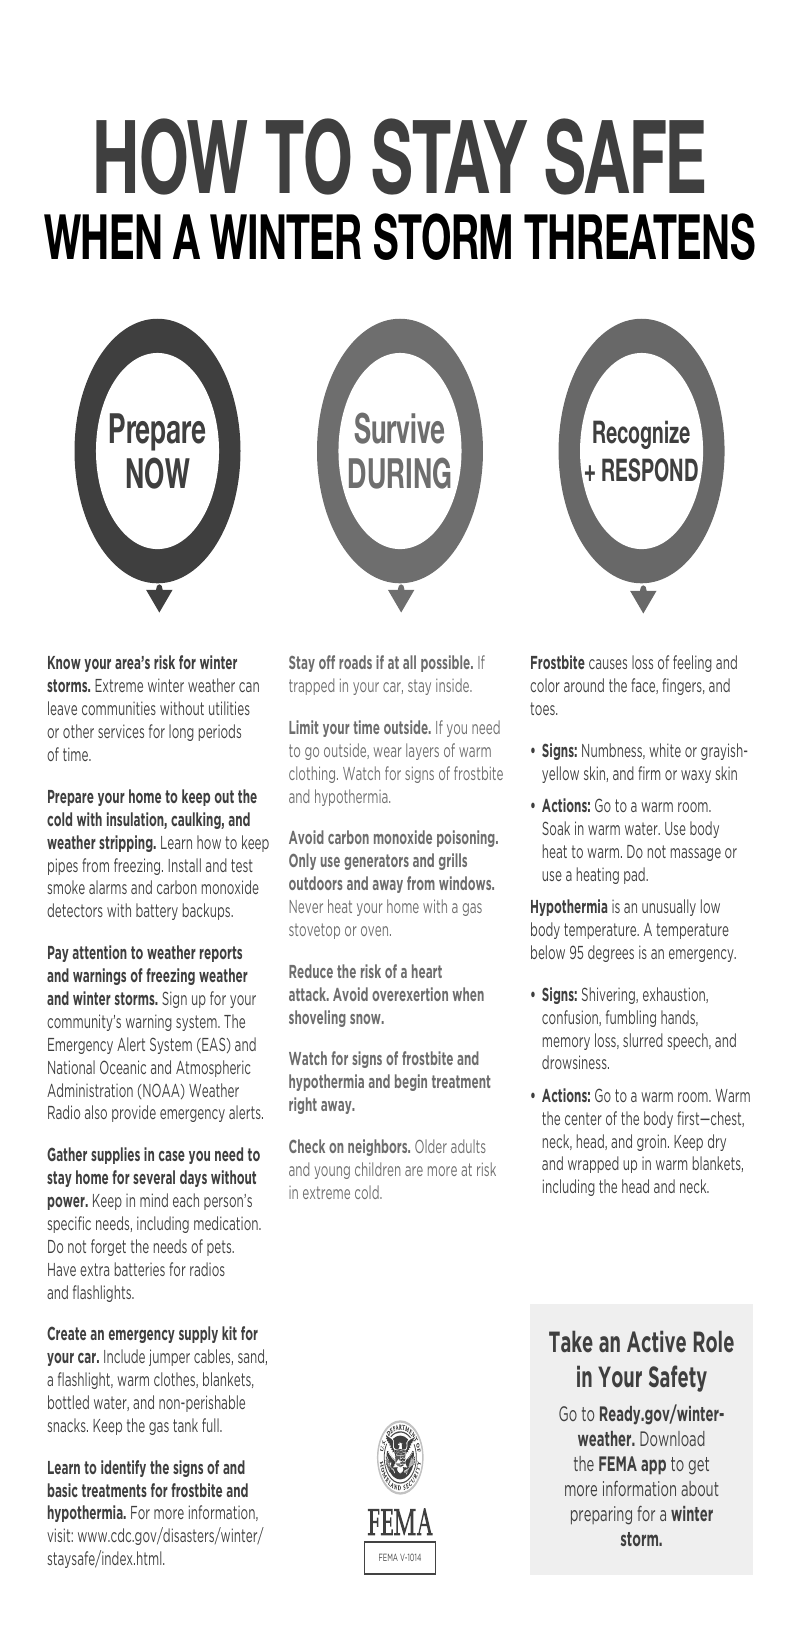 HOW TO STAY SAFE
WHEN A WINTER STORM THREATENS
Prepare
NOW
Survive
DURING
Recognize
+ RESPOND
Know your area’s risk for winter
storms. Extreme winter weather can
leave communities without utilities
or other services for long periods
of time.
Prepare your home to keep out the
cold with insulation, caulking, and
weather stripping. Learn how to keep
pipes from freezing. Install and test
smoke alarms and carbon monoxide
detectors with battery backups.
Pay attention to weather reports
and warnings of freezing weather
and winter storms. Sign up for your
community’s warning system. The
Emergency Alert System (EAS) and
National Oceanic and Atmospheric
Administration (NOAA) Weather
Radio also provide emergency alerts.
Gather supplies in case you need to
stay home for several days without
power. Keep in mind each person’s
specific needs, including medication.
Do not forget the needs of pets.
Have extra batteries for radios
and flashlights.
Create an emergency supply kit for
your car. Include jumper cables, sand,
a flashlight, warm clothes, blankets,
bottled water, and non-perishable
snacks. Keep the gas tank full.
Learn to identify the signs of and
basic treatments for frostbite and
hypothermia. For more information,
visit: www.cdc.gov/disasters/winter/
staysafe/index.html.
Stay off roads if at all possible. If
trapped in your car, stay inside.
Limit your time outside. If you need
to go outside, wear layers of warm
clothing. Watch for signs of frostbite
and hypothermia.
Avoid carbon monoxide poisoning.
Only use generators and grills
outdoors and away from windows.
Never heat your home with a gas
stovetop or oven.
Reduce the risk of a heart
attack. Avoid overexertion when
shoveling snow.
Watch for signs of frostbite and
hypothermia and begin treatment
right away.
Check on neighbors. Older adults
and young children are more at risk
in extreme cold.
U.S. DEPARTMENT OF
HOMELAND SECURITY
FEMA
FEMA V-1014
Frostbite causes loss of feeling and
color around the face, fingers, and
toes.
• Signs: Numbness, white or grayish-
yellow skin, and firm or waxy skin
• Actions: Go to a warm room.
Soak in warm water. Use body
heat to warm. Do not massage or
use a heating pad.
Hypothermia is an unusually low
body temperature. A temperature
below 95 degrees is an emergency.
• Signs: Shivering, exhaustion,
confusion, fumbling hands,
memory loss, slurred speech, and
drowsiness.
• Actions: Go to a warm room. Warm
the center of the body first—chest,
neck, head, and groin. Keep dry
and wrapped up in warm blankets,
including the head and neck.
Take an Active Role
in Your Safety
Go to Ready.gov/winter-
weather. Download
the FEMA app to get
more information about
preparing for a winter
storm.